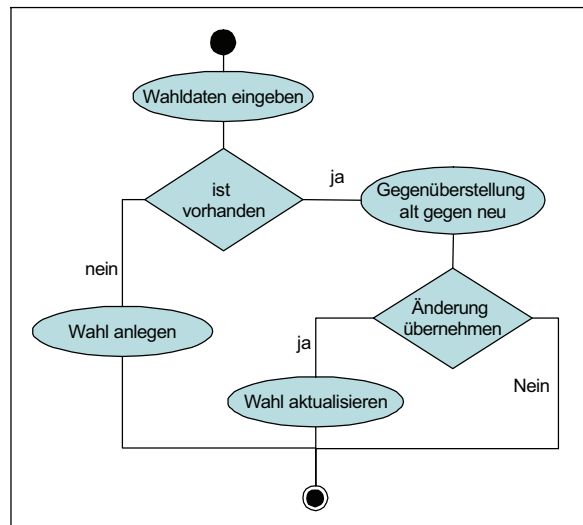 Wahldaten eingeben
ist
vorhanden
ja
Gegenüberstellung
alt gegen neu
nein
Wahl anlegen
Änderung
übernehmen
ja
Nein
Wahl aktualisieren